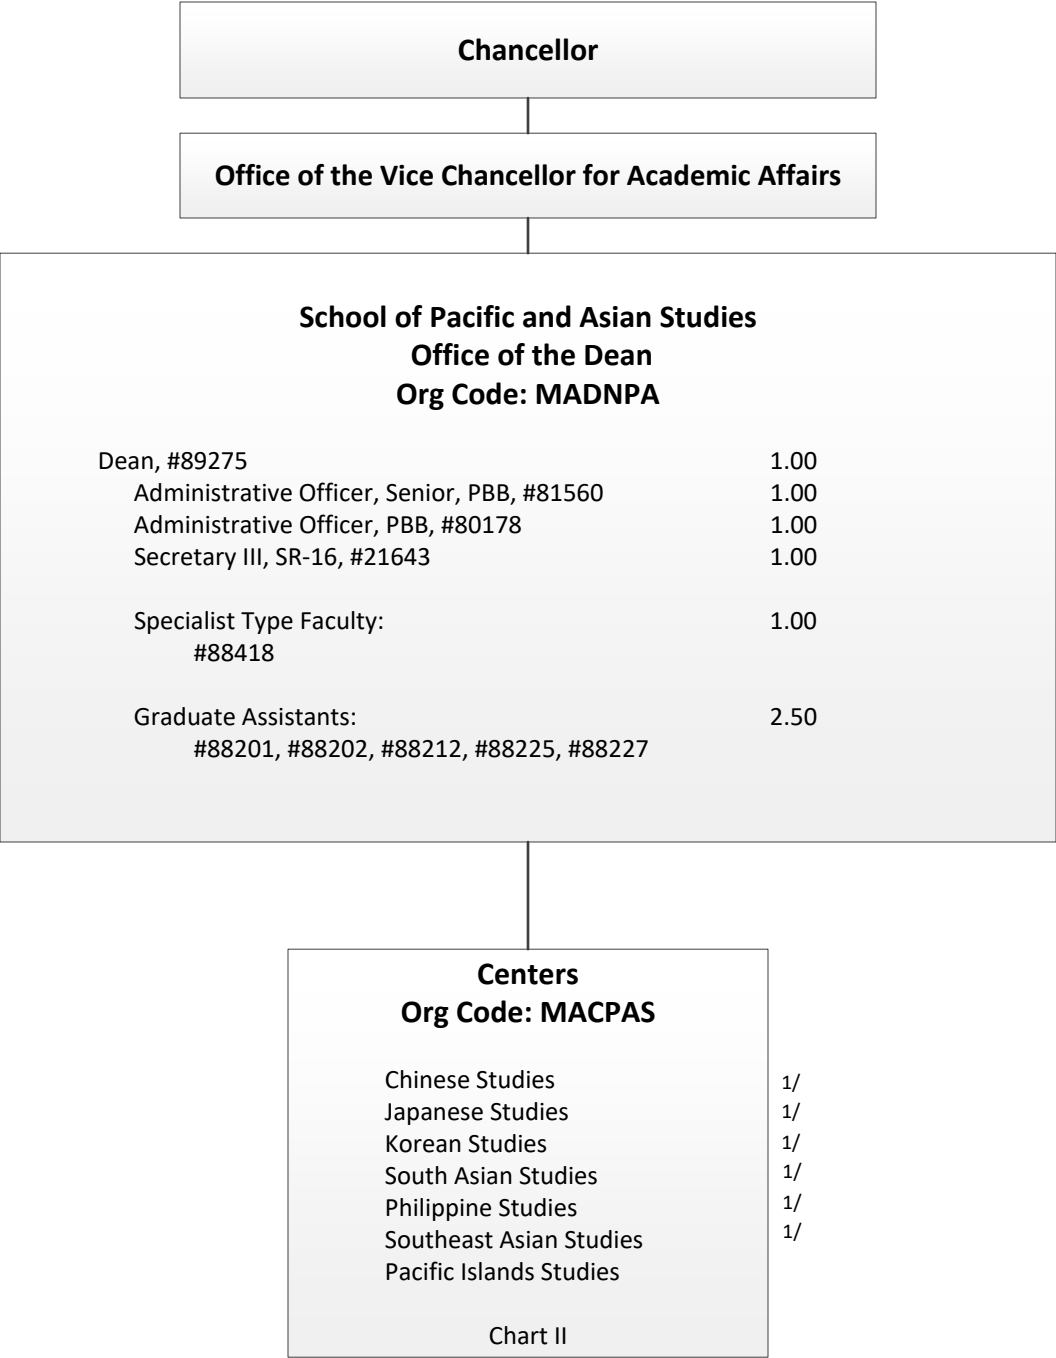 Chancellor
Office of the Vice Chancellor for Academic Affairs
School of Pacific and Asian Studies
Office of the Dean
Org Code: MADNPA
Dean, #89275 1.00
Administrative Officer, Senior, PBB, #81560 1.00
Administrative Officer, PBB, #80178 1.00
Secretary III, SR-16, #21643 1.00
Specialist Type Faculty: 1.00
#88418
Graduate Assistants: 2.50
#88201, #88202, #88212, #88225, #88227
Centers
Org Code: MACPAS
Chinese Studies 1/
Japanese Studies 1/
Korean Studies 1/
South Asian Studies 1/
Philippine Studies 1/
Southeast Asian Studies 1/
Pacific Islands Studies
Chart II